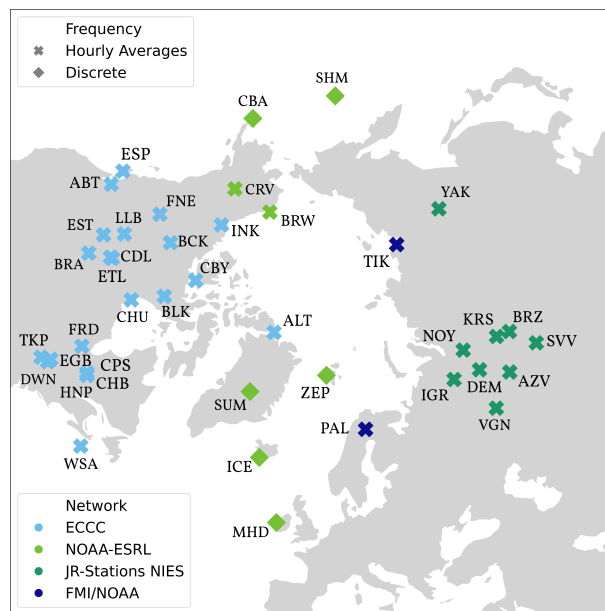 Frequency
Hourly Averages
Discrete
SHM
CBA
ESP
ABT
CRV
YAK
FNE
BRW
EST
LLB
INK
BCK
TIK
BRA
CDL
ETL
CBY
CHU
BLK
ALT
KRS
BRZ
TKP
FRD
NOY
SVV
EGB
CPS
DWN
HNP
CHB
SUM
ZEP
IGR
DEM
AZV
PAL
VGN
WSA
ICE
MHD
Network
ECCC
NOAA-ESRL
JR-Stations NIES
FMI/NOAA